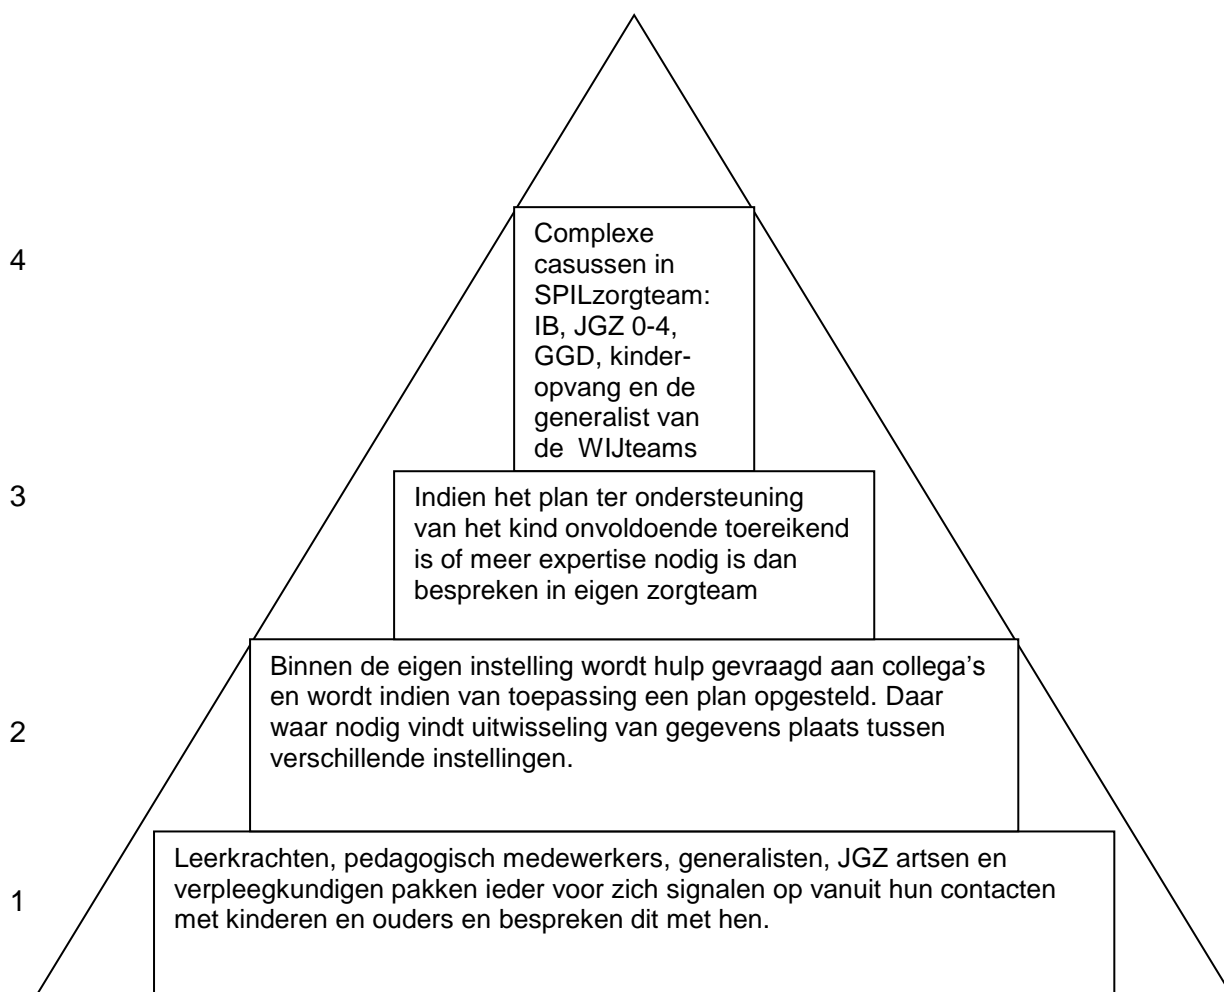 4
Complexe
casussen in
SPILzorgteam:
IB, JGZ 0-4,
GGD, kinder-
opvang en de
generalist van
de WIJteams
3
Indien het plan ter ondersteuning
van het kind onvoldoende toereikend
is of meer expertise nodig is dan
bespreken in eigen zorgteam
2
Binnen de eigen instelling wordt hulp gevraagd aan collega’s
en wordt indien van toepassing een plan opgesteld. Daar
waar nodig vindt uitwisseling van gegevens plaats tussen
verschillende instellingen.
1
Leerkrachten, pedagogisch medewerkers, generalisten, JGZ artsen en
verpleegkundigen pakken ieder voor zich signalen op vanuit hun contacten
met kinderen en ouders en bespreken dit met hen.